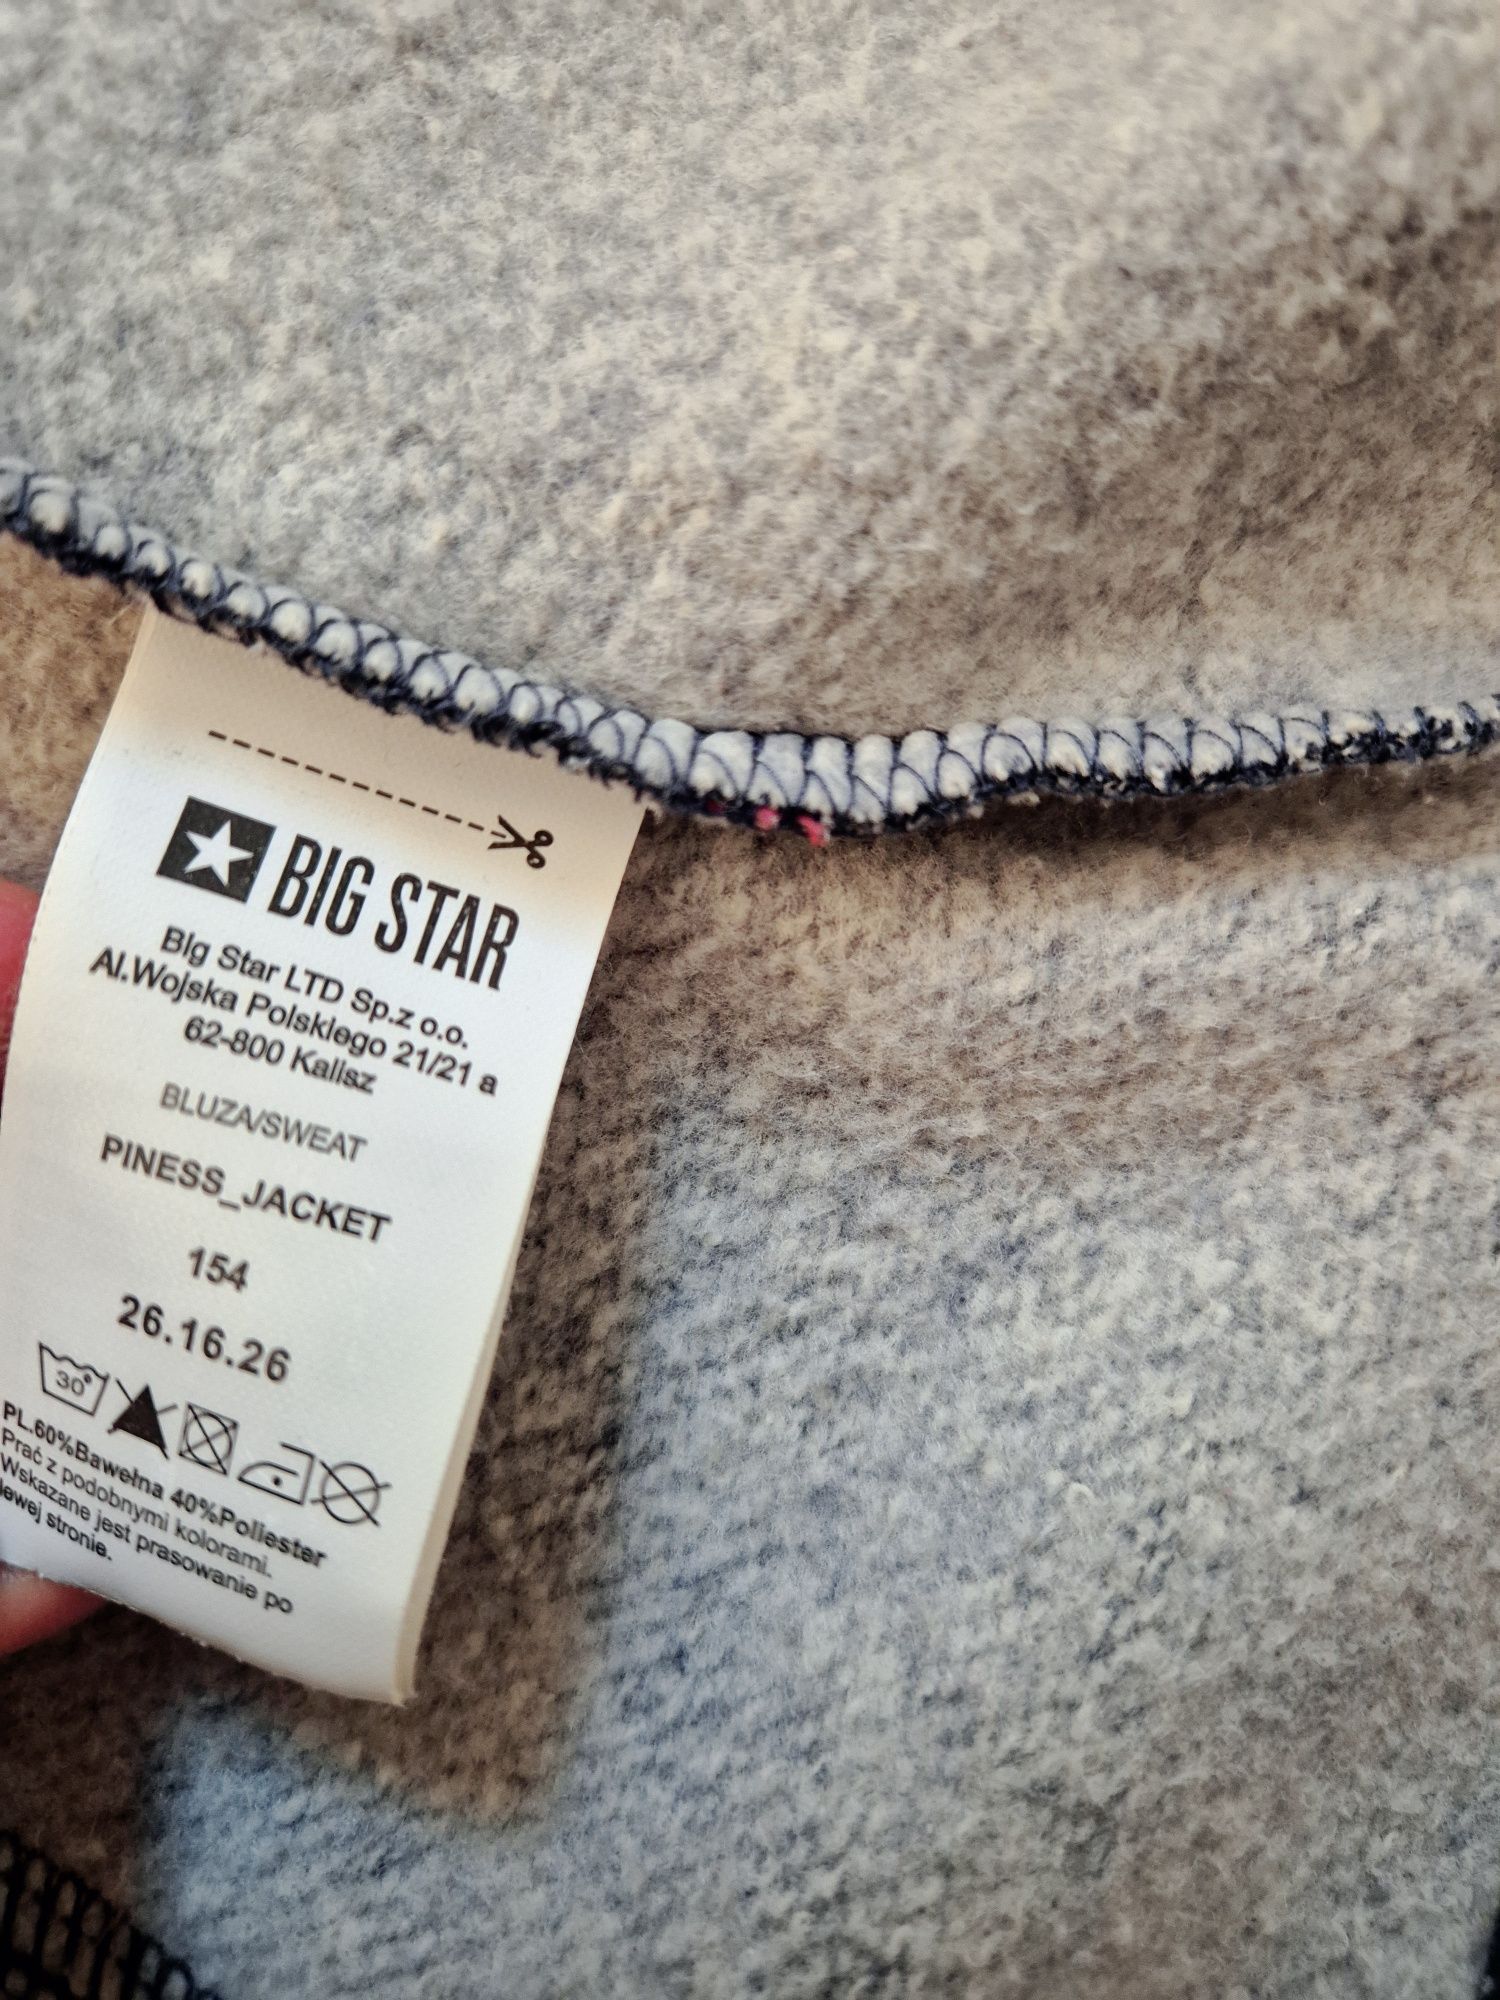 BIG STAR
Big Star LTD Sp.z o.o.
Al.Wojska Polskiego 21/21 a
62-800 Kalisz
BLUZA/SWEAT
PINESS_JACKET
154
26.16.26
30°
PL.60%Bawełna 40%Poliester
Prać z podobnymi kolorami.
Wskazane jest prasowanie po
lewej stronie.